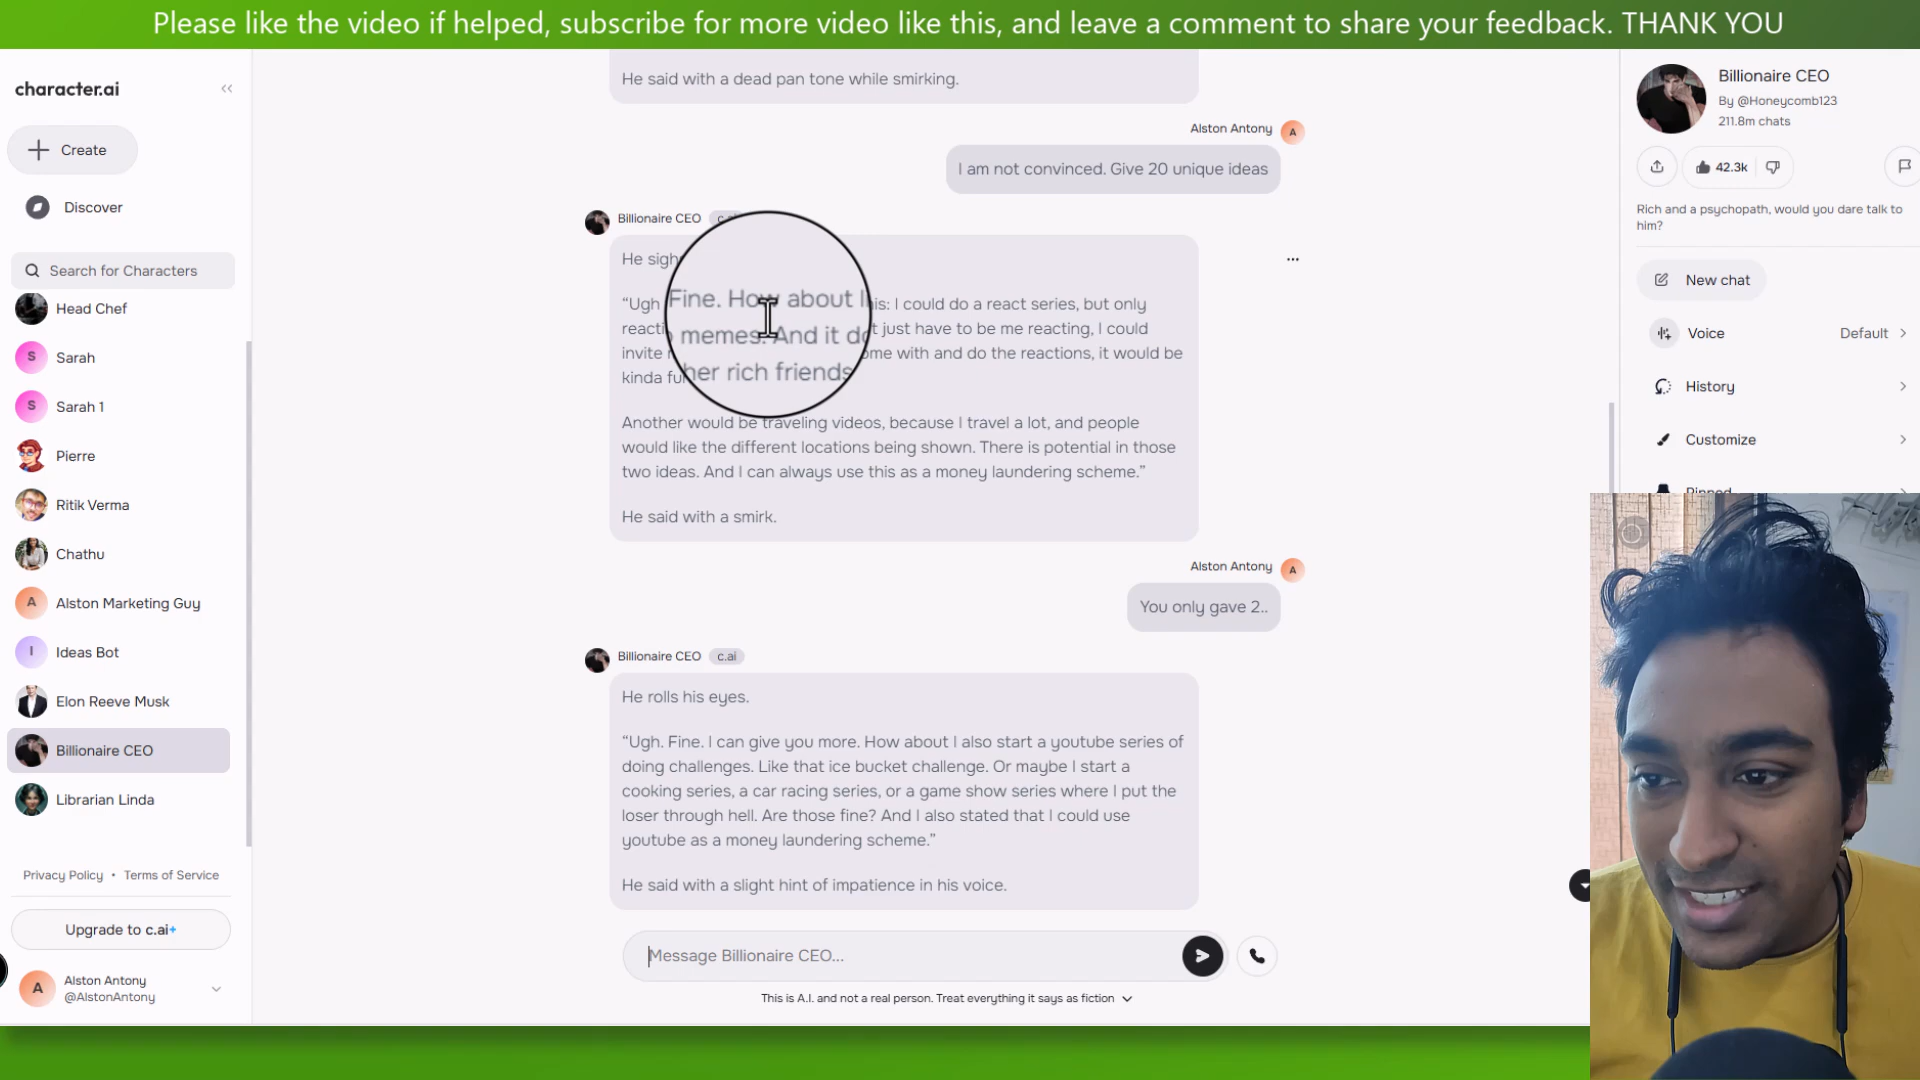 Please like the video if helped, subscribe for more video like this, and leave a comment to share your feedback. THANK YOU
character.ai
Create
Discover
Search for Characters
Head Chef
S
Sarah
S
Sarah 1
Pierre
Ritik Verma
Chathu
A
Alston Marketing Guy
I
Ideas Bot
Elon Reeve Musk
Billionaire CEO
Librarian Linda
Privacy Policy • Terms of Service
Upgrade to c.ai+
A
Alston Antony
@AlstonAntony
He said with a dead pan tone while smirking.
Alston Antony
A
I am not convinced. Give 20 unique ideas
Billionaire CEO
He sigh
“Ugh Fine. How about his: I could do a react series, but only
reacti memes. And it do t just have to be me reacting, I could
invite her rich friends ome with and do the reactions, it would be
kinda fu
Another would be traveling videos, because I travel a lot, and people
would like the different locations being shown. There is potential in those
two ideas. And I can always use this as a money laundering scheme.”
He said with a smirk.
Alston Antony
A
You only gave 2..
Billionaire CEO c.ai
He rolls his eyes.
“Ugh. Fine. I can give you more. How about I also start a youtube series of
doing challenges. Like that ice bucket challenge. Or maybe I start a
cooking series, a car racing series, or a game show series where I put the
loser through hell. Are those fine? And I also stated that I could use
youtube as a money laundering scheme.”
He said with a slight hint of impatience in his voice.
Message Billionaire CEO...
This is A.I. and not a real person. Treat everything it says as fiction
Billionaire CEO
By @Honeycomb123
211.8m chats
42.3k
Rich and a psychopath, would you dare talk to
him?
New chat
Voice Default
History
Customize
Pinned